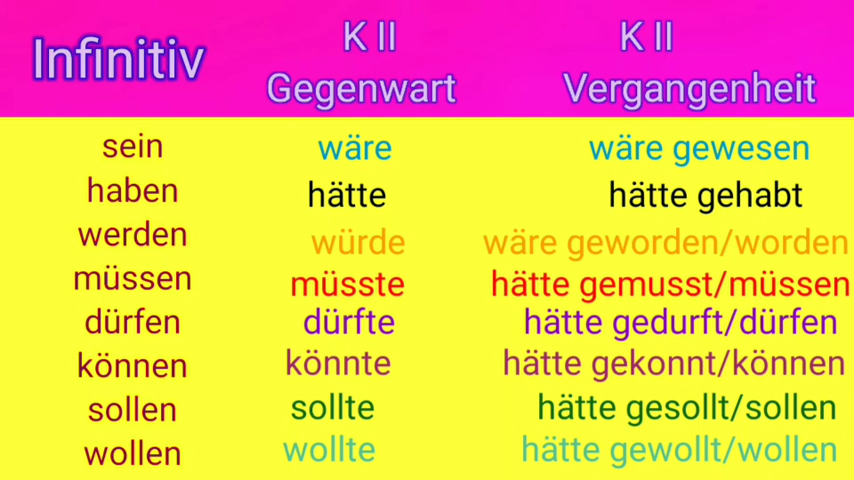 Infinitiv K II Gegenwart K II Vergangenheit
sein wäre wäre gewesen
haben hätte hätte gehabt
werden würde wäre geworden/worden
müssen müsste hätte gemusst/müssen
dürfen dürfte hätte gedurft/dürfen
können könnte hätte gekonnt/können
sollen sollte hätte gesollt/sollen
wollen wollte hätte gewollt/wollen